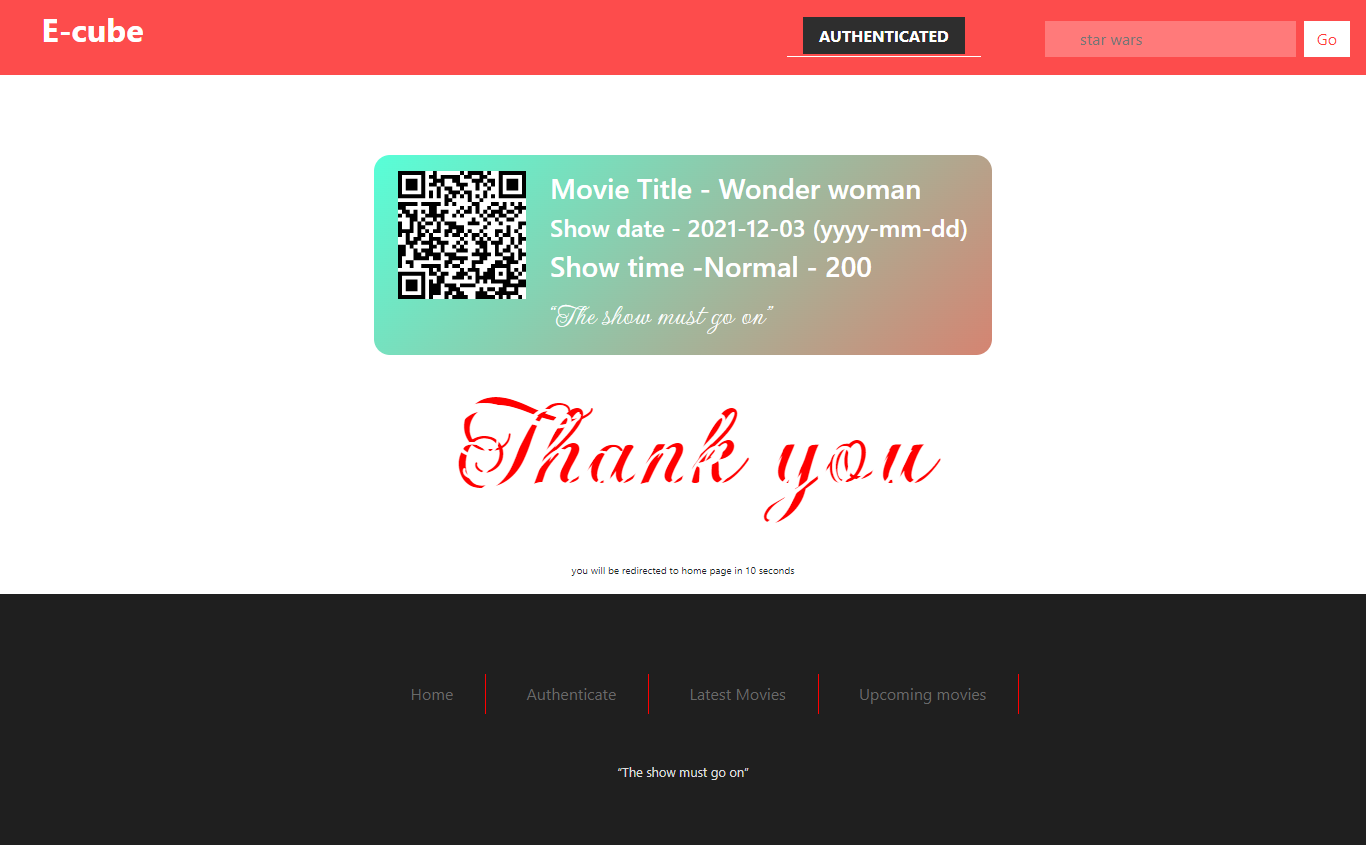 E-cube
AUTHENTICATED
star wars
Go
Movie Title - Wonder woman
Show date - 2021-12-03 (yyyy-mm-dd)
Show time -Normal - 200
“The show must go on”
Thank you
you will be redirected to home page in 10 seconds
Home
Authenticate
Latest Movies
Upcoming movies
“The show must go on”